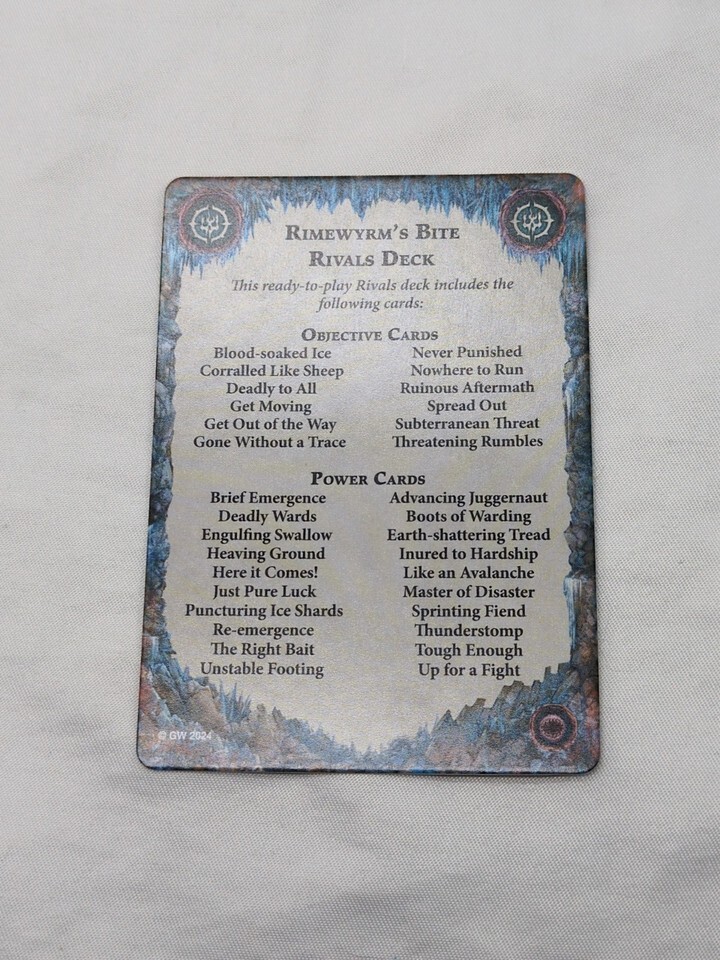 Rimewyrm's Bite
Rivals Deck
This ready-to-play Rivals deck includes the
following cards:
Objective Cards
Blood-soaked Ice
Corralled Like Sheep
Deadly to All
Get Moving
Get Out of the Way
Gone Without a Trace
Never Punished
Nowhere to Run
Ruinous Aftermath
Spread Out
Subterranean Threat
Threatening Rumbles
Power Cards
Brief Emergence
Deadly Wards
Engulfing Swallow
Heaving Ground
Here it Comes!
Just Pure Luck
Puncturing Ice Shards
Re-emergence
The Right Bait
Unstable Footing
Advancing Juggernaut
Boots of Warding
Earth-shattering Tread
Inured to Hardship
Like an Avalanche
Master of Disaster
Sprinting Fiend
Thunderstomp
Tough Enough
Up for a Fight
© GW 2024